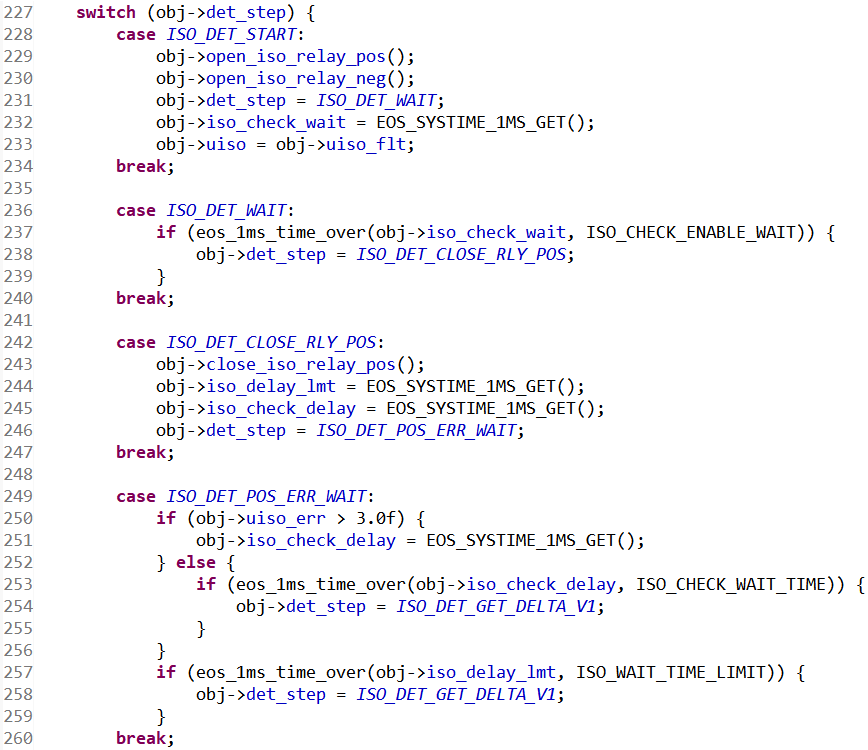 227    switch (obj->det_step) {
228        case ISO_DET_START:
229            obj->open_iso_relay_pos();
230            obj->open_iso_relay_neg();
231            obj->det_step = ISO_DET_WAIT;
232            obj->iso_check_wait = EOS_SYSTIME_1MS_GET();
233            obj->uiso = obj->uiso_flt;
234        break;
235
236        case ISO_DET_WAIT:
237            if (eos_1ms_time_over(obj->iso_check_wait, ISO_CHECK_ENABLE_WAIT)) {
238                obj->det_step = ISO_DET_CLOSE_RLY_POS;
239            }
240        break;
241
242        case ISO_DET_CLOSE_RLY_POS:
243            obj->close_iso_relay_pos();
244            obj->iso_delay_lmt = EOS_SYSTIME_1MS_GET();
245            obj->iso_check_delay = EOS_SYSTIME_1MS_GET();
246            obj->det_step = ISO_DET_POS_ERR_WAIT;
247        break;
248
249        case ISO_DET_POS_ERR_WAIT:
250            if (obj->uiso_err > 3.0f) {
251                obj->iso_check_delay = EOS_SYSTIME_1MS_GET();
252            } else {
253                if (eos_1ms_time_over(obj->iso_check_delay, ISO_CHECK_WAIT_TIME)) {
254                    obj->det_step = ISO_DET_GET_DELTA_V1;
255                }
256            }
257            if (eos_1ms_time_over(obj->iso_delay_lmt, ISO_WAIT_TIME_LIMIT)) {
258                obj->det_step = ISO_DET_GET_DELTA_V1;
259            }
260        break;